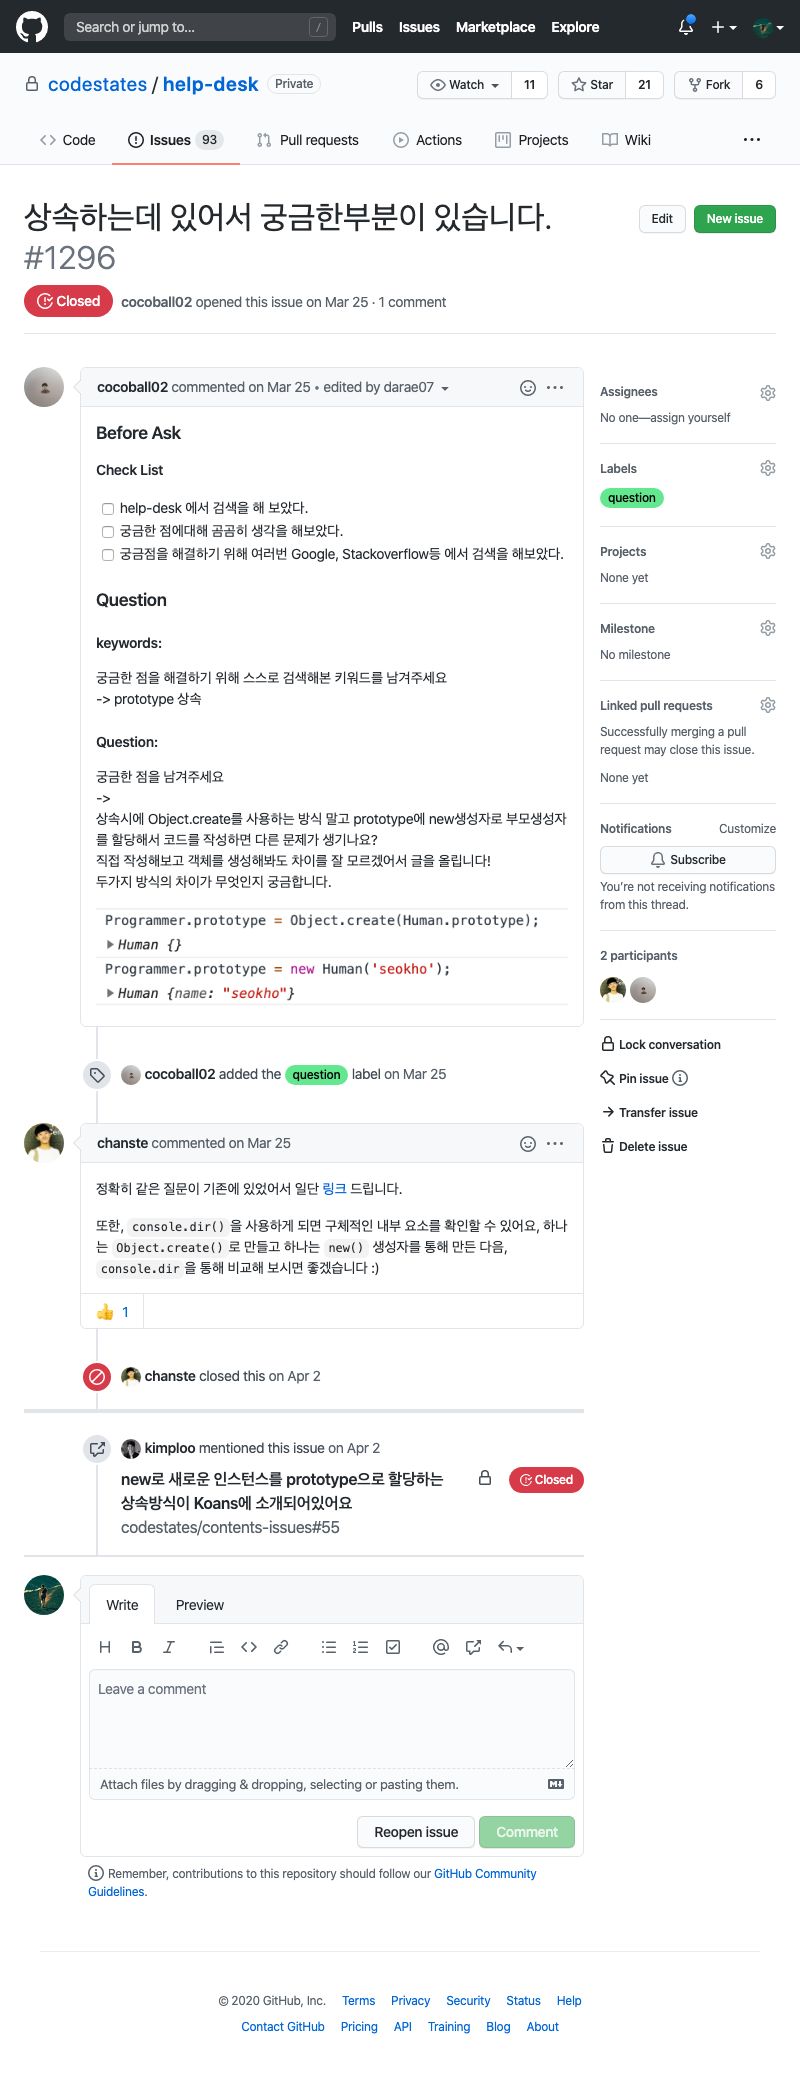 Search or jump to... /
Pulls Issues Marketplace Explore
codestates / help-desk Private
Watch 11 Star 21 Fork 6
Code Issues 93 Pull requests Actions Projects Wiki ···
상속하는데 있어서 궁금한부분이 있습니다.
#1296
Edit New issue
Closed cocoball02 opened this issue on Mar 25 · 1 comment
cocoball02 commented on Mar 25 • edited by darae07
Before Ask
Check List
help-desk 에서 검색을 해 보았다.
궁금한 점에대해 곰곰히 생각을 해보았다.
궁금점을 해결하기 위해 여러번 Google, Stackoverflow등 에서 검색을 해보았다.
Question
keywords:
궁금한 점을 해결하기 위해 스스로 검색해본 키워드를 남겨주세요
-> prototype 상속
Question:
궁금한 점을 남겨주세요
->
상속시에 Object.create를 사용하는 방식 말고 prototype에 new생성자로 부모생성자
를 할당해서 코드를 작성하면 다른 문제가 생기나요?
직접 작성해보고 객체를 생성해봐도 차이를 잘 모르겠어서 글을 올립니다!
두가지 방식의 차이가 무엇인지 궁금합니다.
Programmer.prototype = Object.create(Human.prototype);
Human {}
Programmer.prototype = new Human('seokho');
Human {name: "seokho"}
cocoball02 added the question label on Mar 25
chanste commented on Mar 25
정확히 같은 질문이 기존에 있었어서 일단 링크 드립니다.
또한, console.dir() 을 사용하게 되면 구체적인 내부 요소를 확인할 수 있어요, 하나
는 Object.create() 로 만들고 하나는 new() 생성자를 통해 만든 다음,
console.dir 을 통해 비교해 보시면 좋겠습니다 :)
👍 1
chanste closed this on Apr 2
kimploo mentioned this issue on Apr 2
new로 새로운 인스턴스를 prototype으로 할당하는
상속방식이 Koans에 소개되어있어요
Closed
codestates/contents-issues#55
Write Preview
Leave a comment
Attach files by dragging & dropping, selecting or pasting them.
Reopen issue Comment
Remember, contributions to this repository should follow our GitHub Community
Guidelines.
Assignees
No one—assign yourself
Labels
question
Projects
None yet
Milestone
No milestone
Linked pull requests
Successfully merging a pull
request may close this issue.
None yet
Notifications Customize
Subscribe
You're not receiving notifications
from this thread.
2 participants
Lock conversation
Pin issue
Transfer issue
Delete issue
© 2020 GitHub, Inc. Terms Privacy Security Status Help
Contact GitHub Pricing API Training Blog About